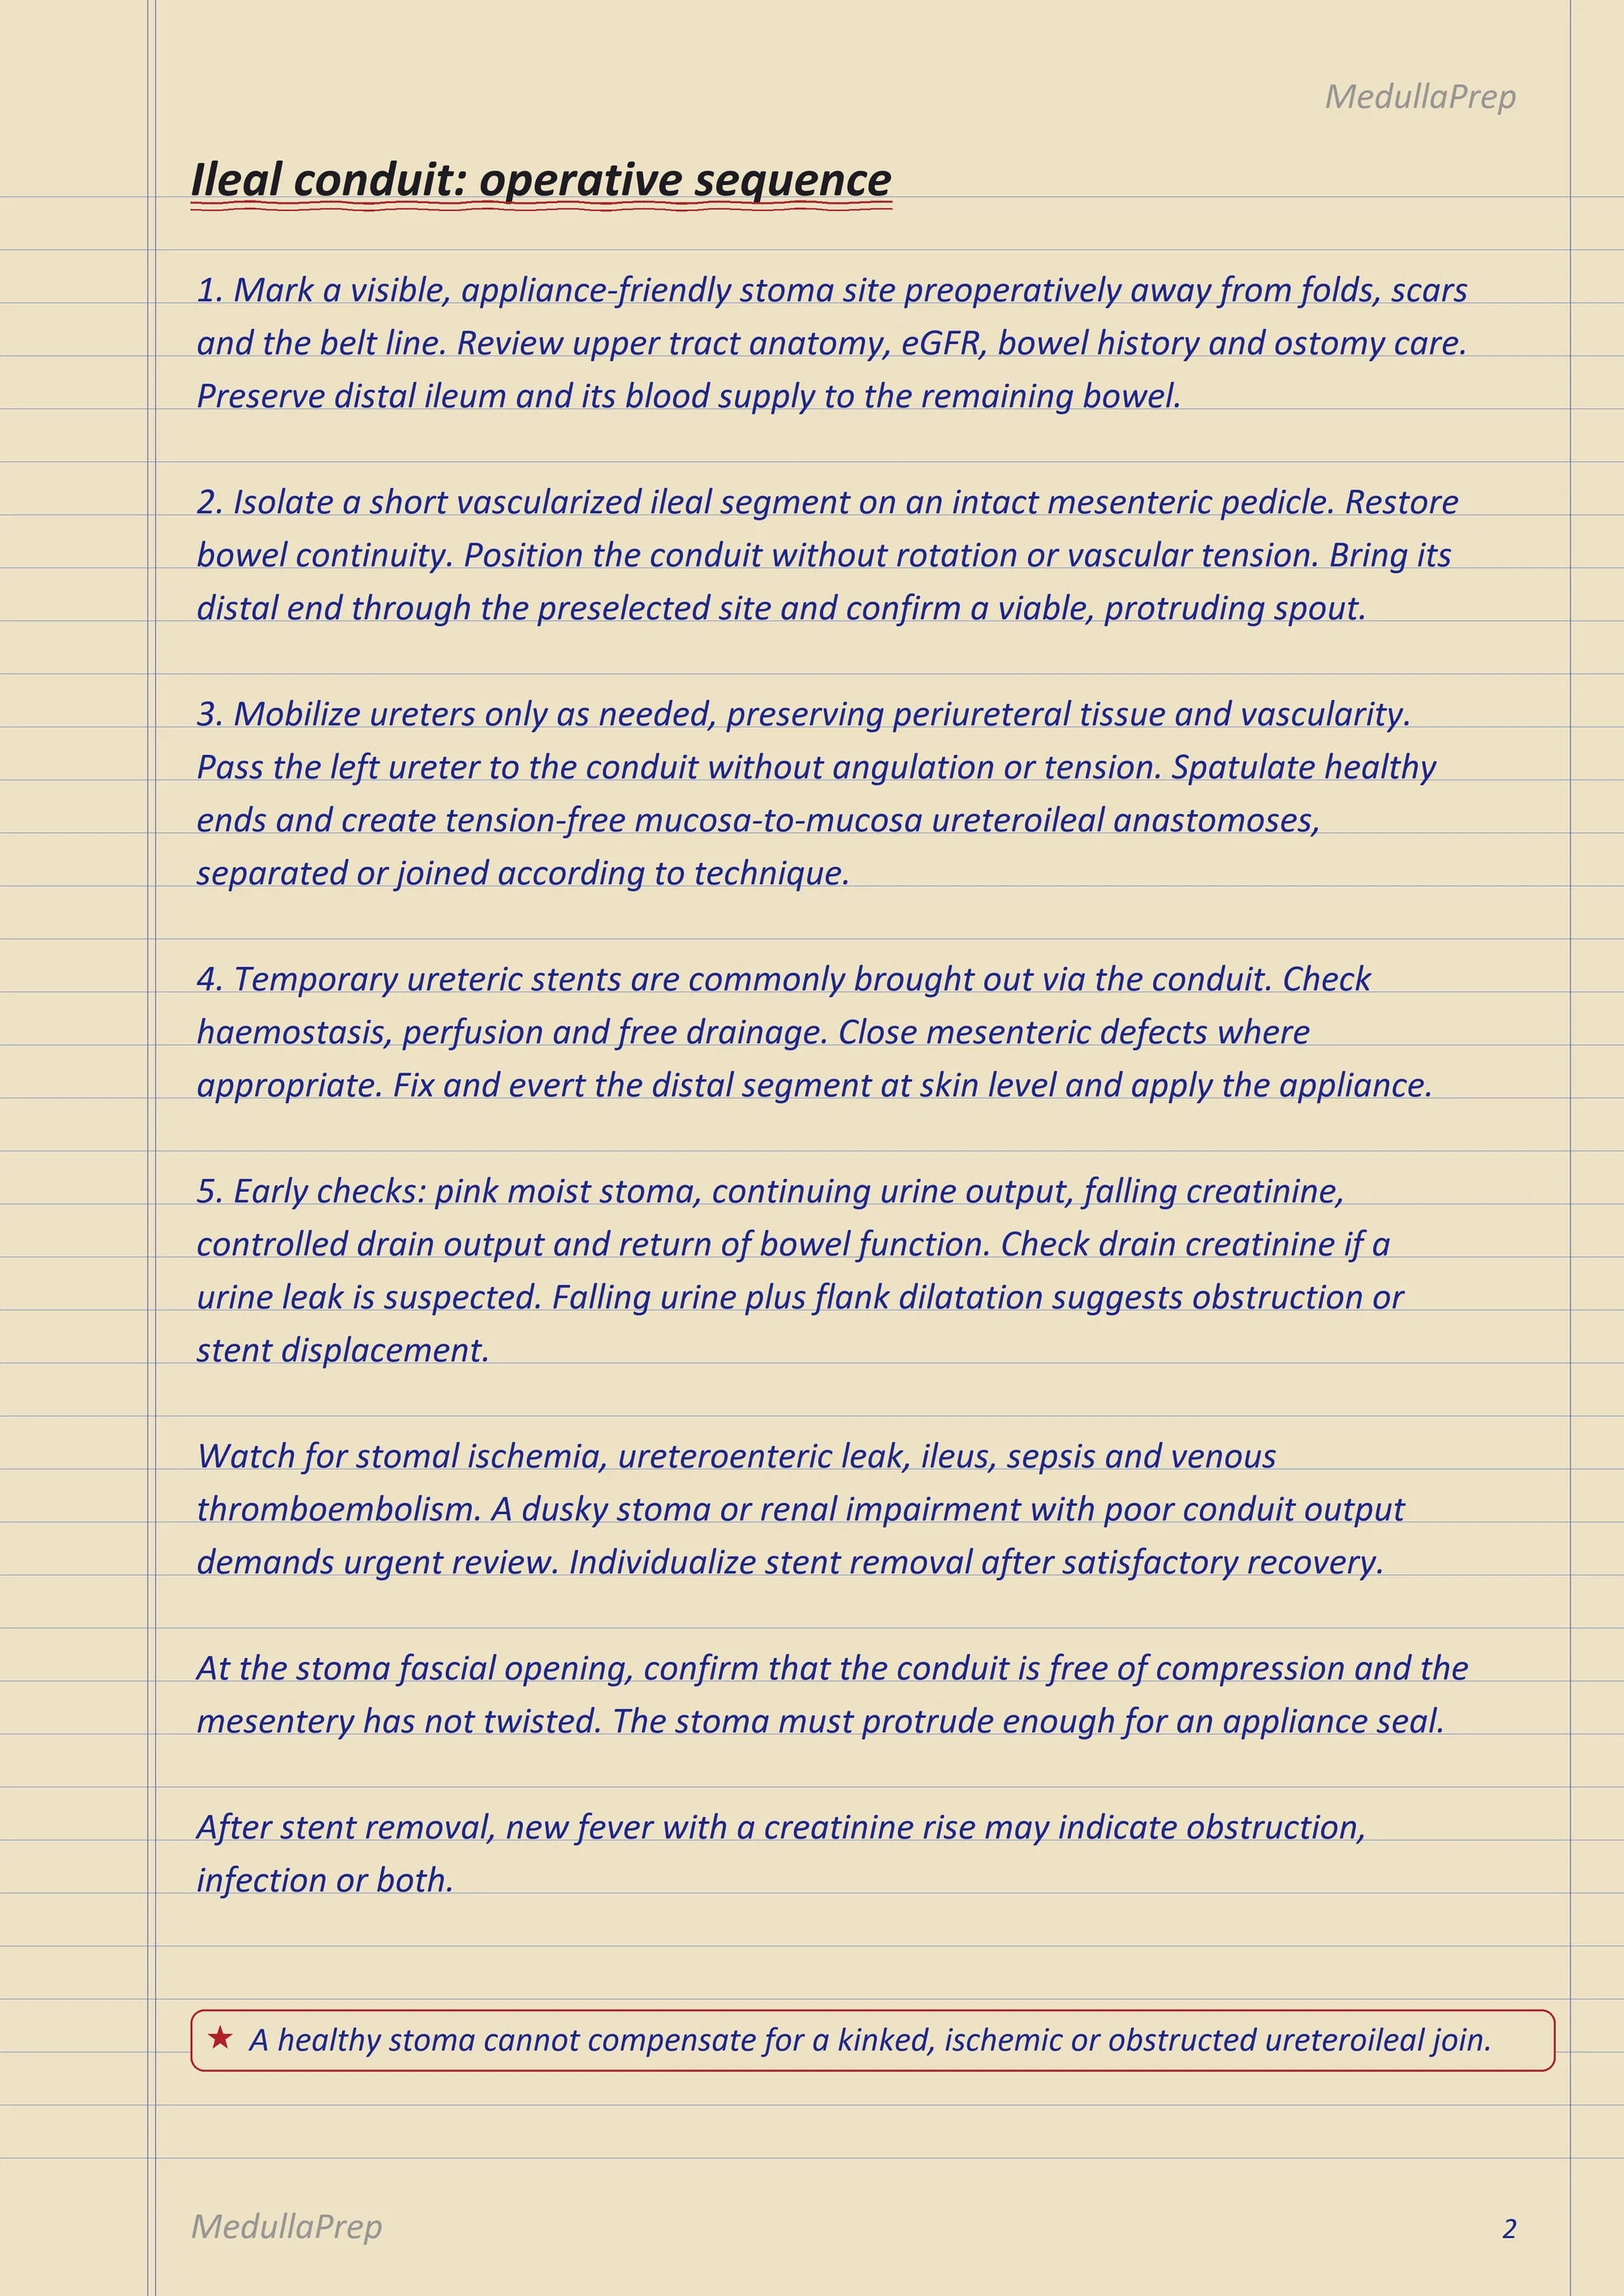 MedullaPrep
Ileal conduit: operative sequence
1. Mark a visible, appliance-friendly stoma site preoperatively away from folds, scars
and the belt line. Review upper tract anatomy, eGFR, bowel history and ostomy care.
Preserve distal ileum and its blood supply to the remaining bowel.
2. Isolate a short vascularized ileal segment on an intact mesenteric pedicle. Restore
bowel continuity. Position the conduit without rotation or vascular tension. Bring its
distal end through the preselected site and confirm a viable, protruding spout.
3. Mobilize ureters only as needed, preserving periureteral tissue and vascularity.
Pass the left ureter to the conduit without angulation or tension. Spatulate healthy
ends and create tension-free mucosa-to-mucosa ureteroileal anastomoses,
separated or joined according to technique.
4. Temporary ureteric stents are commonly brought out via the conduit. Check
haemostasis, perfusion and free drainage. Close mesenteric defects where
appropriate. Fix and evert the distal segment at skin level and apply the appliance.
5. Early checks: pink moist stoma, continuing urine output, falling creatinine,
controlled drain output and return of bowel function. Check drain creatinine if a
urine leak is suspected. Falling urine plus flank dilatation suggests obstruction or
stent displacement.
Watch for stomal ischemia, ureteroenteric leak, ileus, sepsis and venous
thromboembolism. A dusky stoma or renal impairment with poor conduit output
demands urgent review. Individualize stent removal after satisfactory recovery.
At the stoma fascial opening, confirm that the conduit is free of compression and the
mesentery has not twisted. The stoma must protrude enough for an appliance seal.
After stent removal, new fever with a creatinine rise may indicate obstruction,
infection or both.
★ A healthy stoma cannot compensate for a kinked, ischemic or obstructed ureteroileal join.
MedullaPrep
2